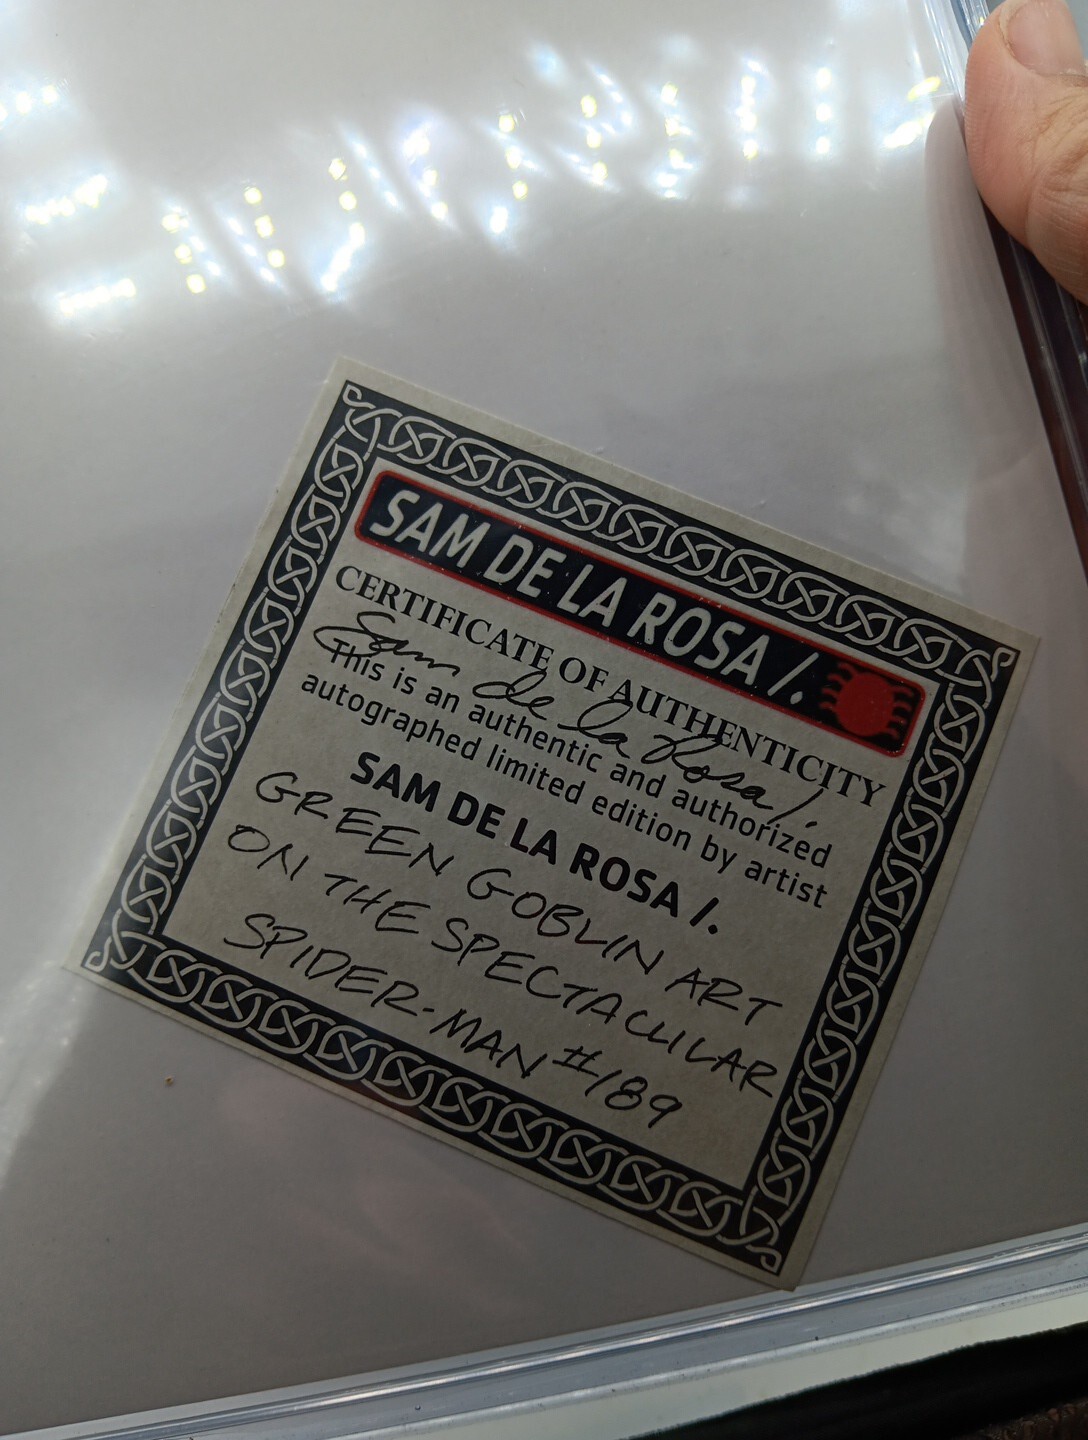 SAM DE LA ROSA /.
CERTIFICATE OF AUTHENTICITY
Sam de la Rosa /.
This is an authentic and authorized
autographed limited edition by artist
SAM DE LA ROSA /.
GREEN GOBLIN ART
ON THE SPECTACULAR
SPIDER-MAN #189